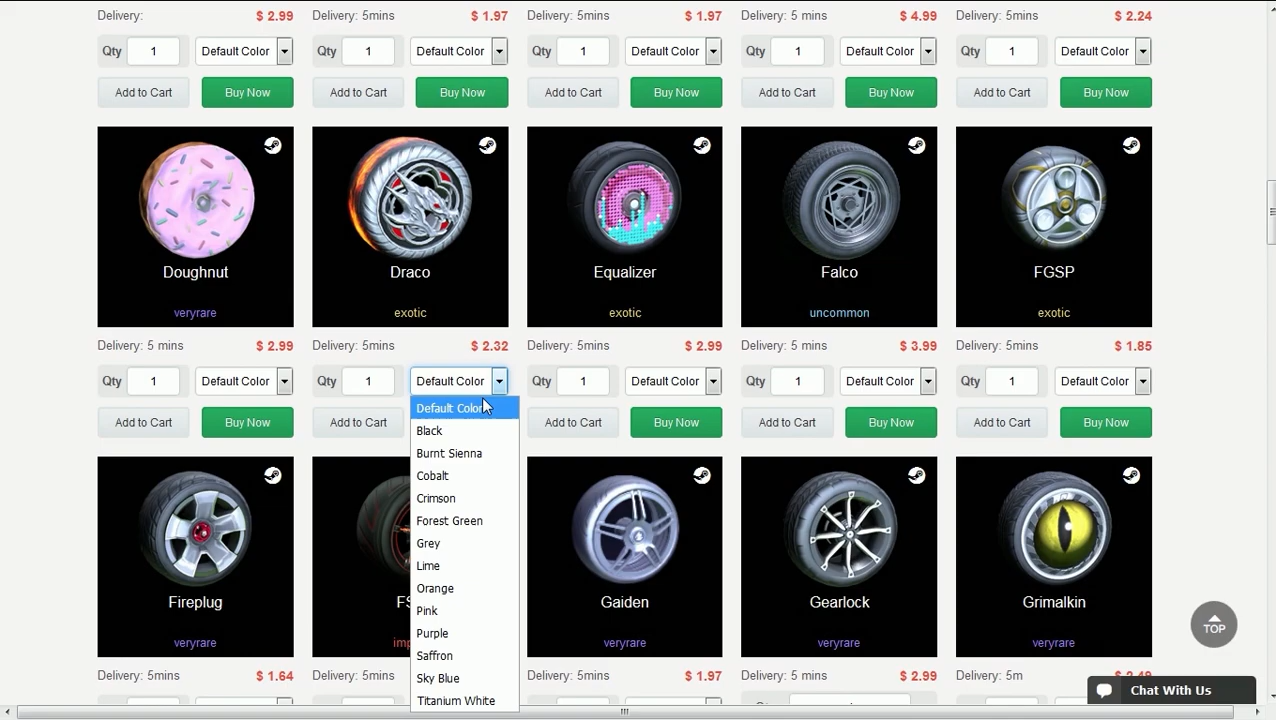 Delivery: $ 2.99 Delivery: 5mins $ 1.97 Delivery: 5mins $ 1.97 Delivery: 5 mins $ 4.99 Delivery: 5mins $ 2.24
Qty 1 Default Color Qty 1 Default Color Qty 1 Default Color Qty 1 Default Color Qty 1 Default Color
Add to Cart Buy Now Add to Cart Buy Now Add to Cart Buy Now Add to Cart Buy Now Add to Cart Buy Now
Doughnut Draco Equalizer Falco FGSP
veryrare exotic exotic uncommon exotic
Delivery: 5 mins $ 2.99 Delivery: 5mins $ 2.32 Delivery: 5mins $ 2.99 Delivery: 5 mins $ 3.99 Delivery: 5mins $ 1.85
Qty 1 Default Color Qty 1 Default Color Qty 1 Default Color Qty 1 Default Color Qty 1 Default Color
Add to Cart Buy Now Add to Cart Add to Cart Buy Now Add to Cart Buy Now Add to Cart Buy Now
Default Color
Black
Burnt Sienna
Cobalt
Crimson
Forest Green
Grey
Lime
Orange
Pink
Purple
Saffron
Sky Blue
Titanium White
Fireplug Gaiden Gearlock Grimalkin
veryrare veryrare veryrare veryrare
Delivery: 5mins $ 1.64 Delivery: 5mins $ 1.97 Delivery: 5mins $ 2.99 Delivery: 5m
TOP
Chat With Us